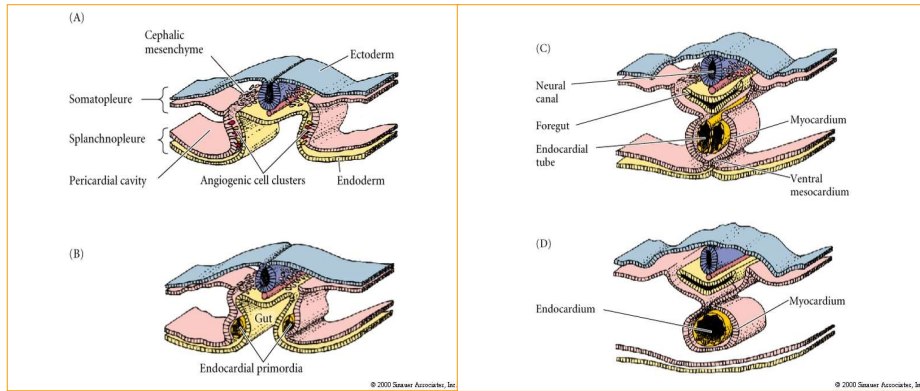 (A)
Cephalic
mesenchyme
Ectoderm
Somatopleure
Splanchnopleure
Pericardial cavity
Angiogenic cell clusters
Endoderm
(B)
Gut
Endocardial primordia
© 2000 Sinauer Associates, Inc
(C)
Neural
canal
Foregut
Endocardial
tube
Myocardium
Ventral
mesocardium
(D)
Endocardium
Myocardium
© 2000 Sinauer Associates, Inc